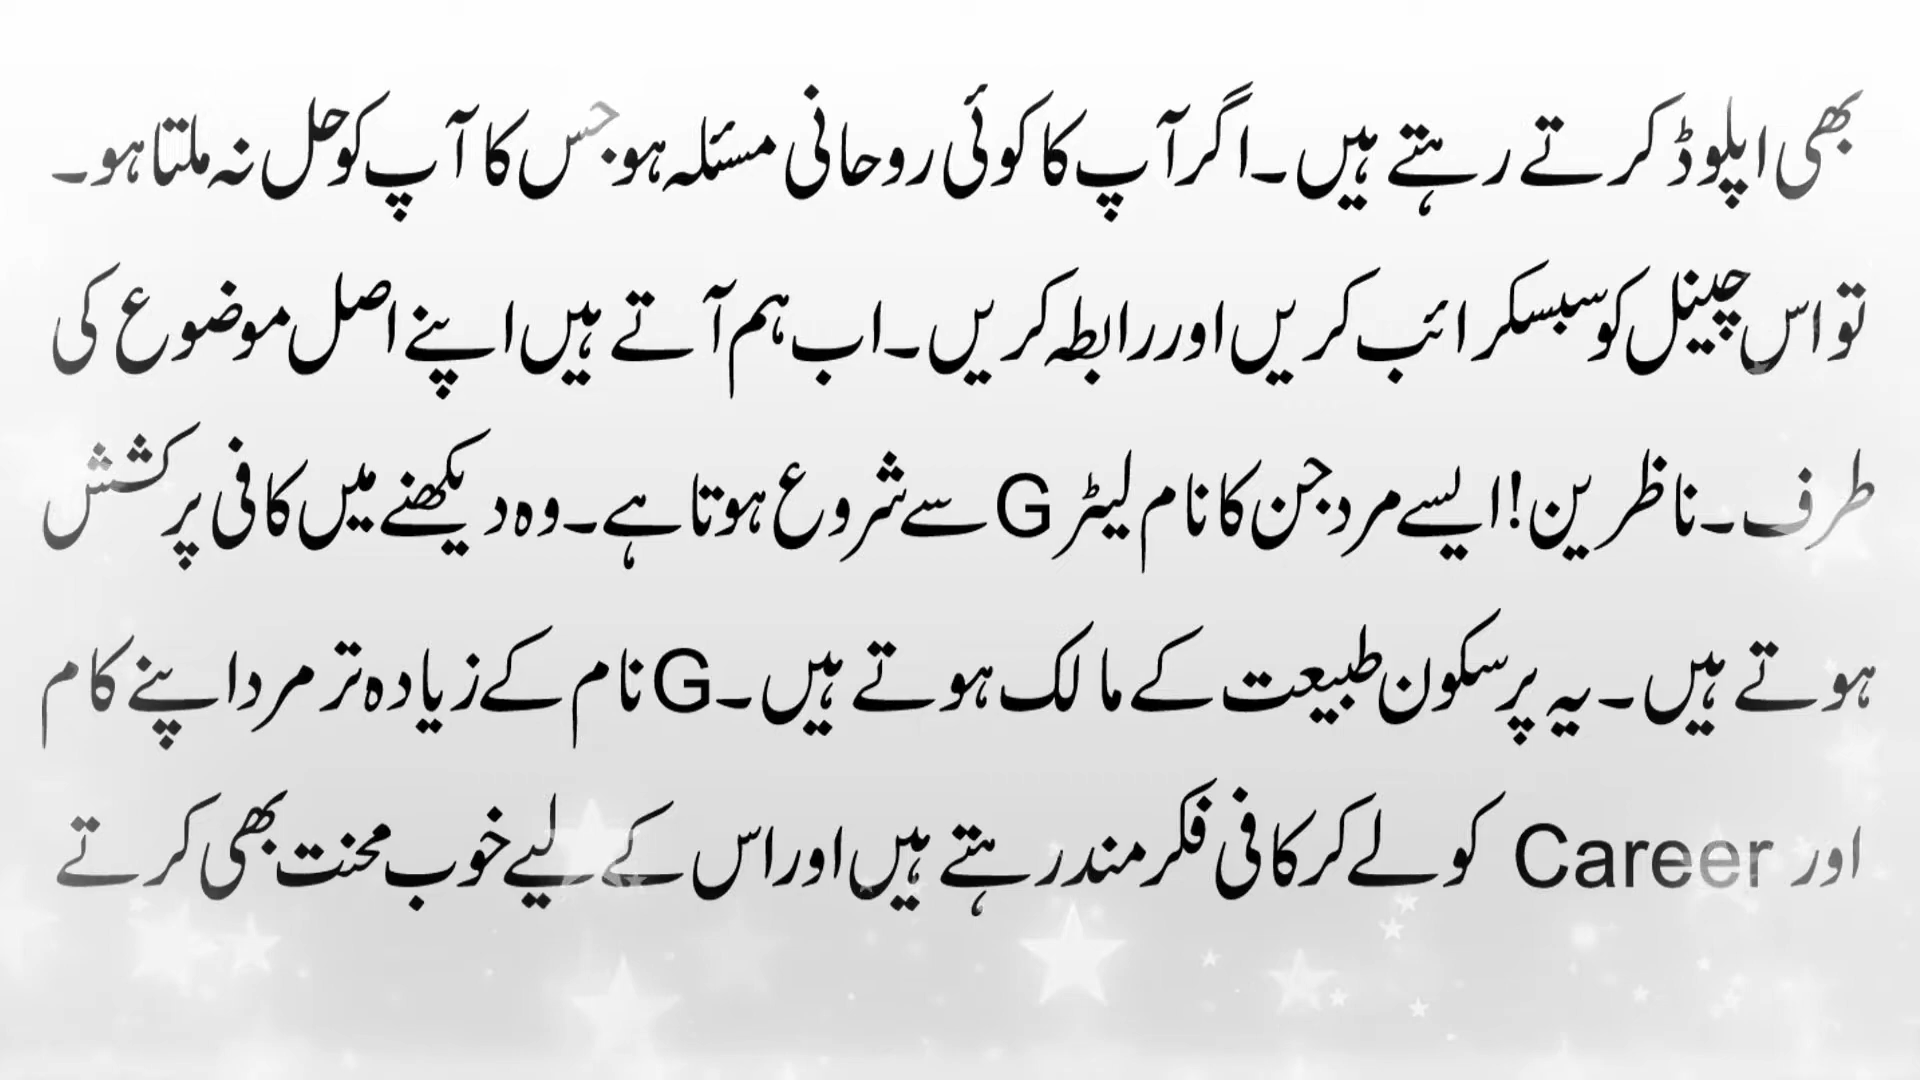 بھی اپلوڈ کرتے رہتے ہیں۔ اگر آپ کا کوئی روحانی مسئلہ ہو جس کا آپ کو حل نہ ملتا ہو۔
تو اس چینل کو سبسکرائب کریں اور رابطہ کریں۔ اب ہم آتے ہیں اپنے اصل موضوع کی
طرف۔ ناظرین! ایسے مرد جن کا نام لیٹر G سے شروع ہوتا ہے۔ وہ دیکھنے میں کافی پرکشش
ہوتے ہیں۔ یہ پرسکون طبیعت کے مالک ہوتے ہیں۔ G نام کے زیادہ تر مرد اپنے کام
اور Career کو لے کر کافی فکر مند رہتے ہیں اور اس کے لیے خوب محنت بھی کرتے